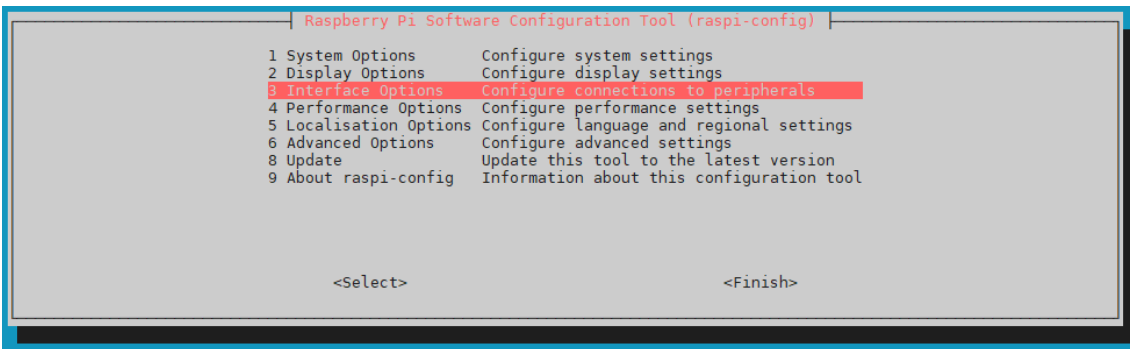 Raspberry Pi Software Configuration Tool (raspi-config)
1 System Options Configure system settings
2 Display Options Configure display settings
3 Interface Options Configure connections to peripherals
4 Performance Options Configure performance settings
5 Localisation Options Configure language and regional settings
6 Advanced Options Configure advanced settings
8 Update Update this tool to the latest version
9 About raspi-config Information about this configuration tool
<Select> <Finish>